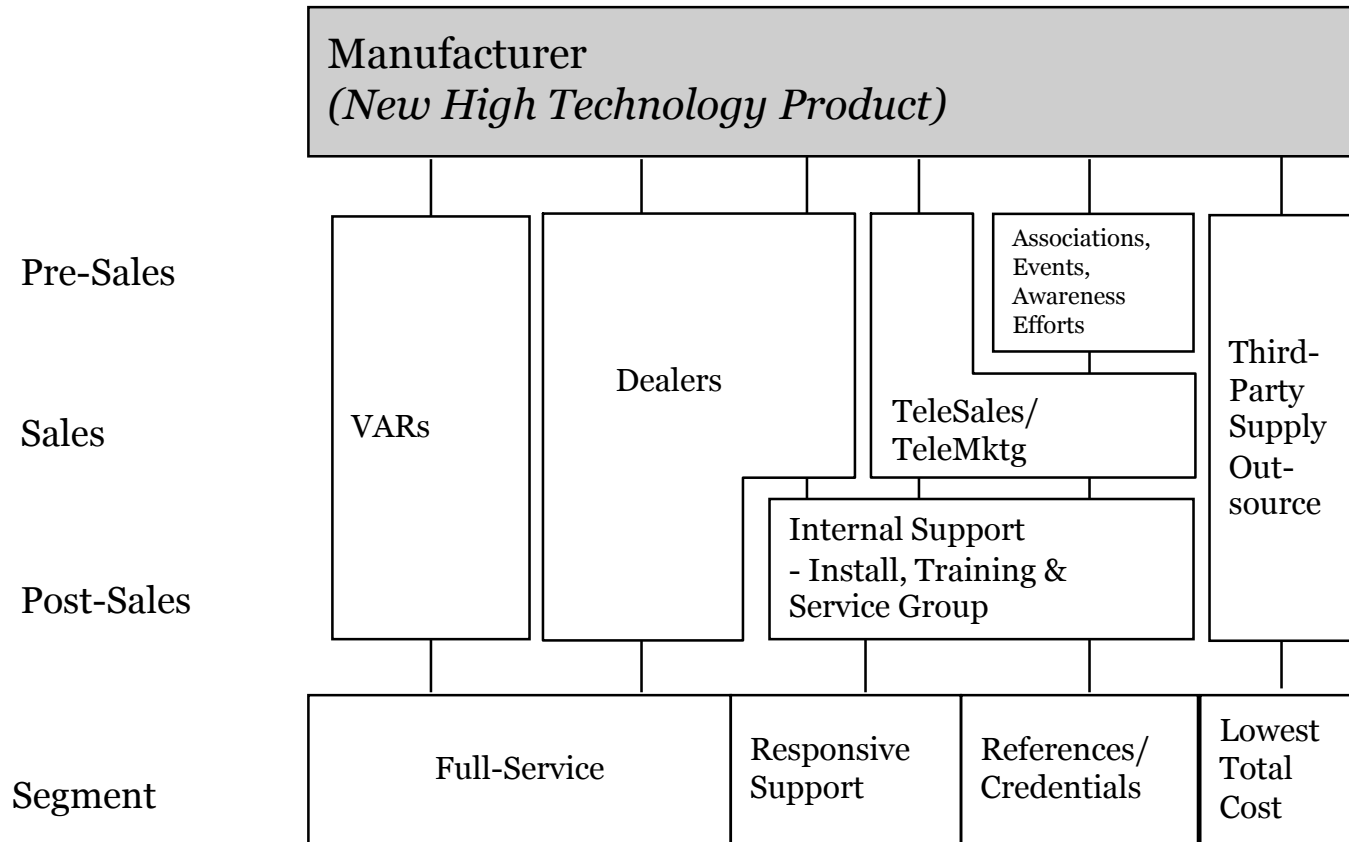 Manufacturer
(New High Technology Product)
Pre-Sales
Sales
Post-Sales
Segment
VARs
Dealers
TeleSales/
TeleMktg
Associations,
Events,
Awareness
Efforts
Internal Support
- Install, Training &
Service Group
Third-
Party
Supply
Out-
source
Full-Service
Responsive
Support
References/
Credentials
Lowest
Total
Cost